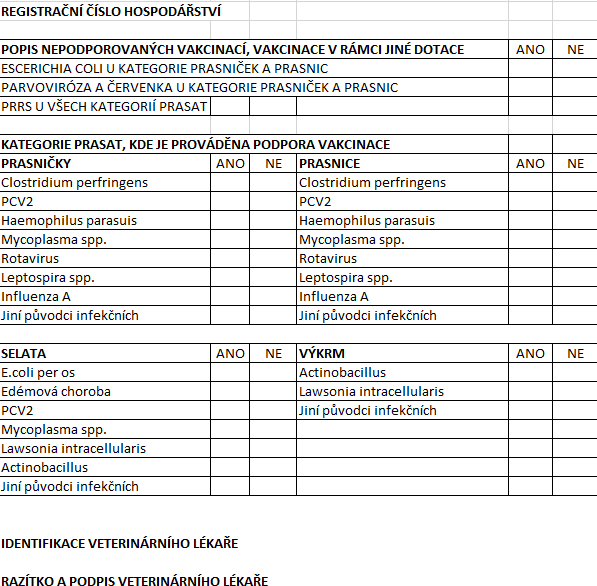 REGISTRAČNÍ ČÍSLO HOSPODÁŘSTVÍ
POPIS NEPODPOROVANÝCH VAKCINACÍ, VAKCINACE V RÁMCI JINÉ DOTACE ANO NE
ESCERICHIA COLI U KATEGORIE PRASNIČEK A PRASNIC
PARVOVIRÓZA A ČERVENKA U KATEGORIE PRASNIČEK A PRASNIC
PRRS U VŠECH KATEGORIÍ PRASAT
KATEGORIE PRASAT, KDE JE PROVÁDĚNA PODPORA VAKCINACE
PRASNIČKY ANO NE PRASNICE ANO NE
Clostridium perfringens Clostridium perfringens
PCV2 PCV2
Haemophilus parasuis Haemophilus parasuis
Mycoplasma spp. Mycoplasma spp.
Rotavirus Rotavirus
Leptospira spp. Leptospira spp.
Influenza A Influenza A
Jiní původci infekčních Jiní původci infekčních
SELATA ANO NE VÝKRM ANO NE
E.coli per os Actinobacillus
Edémová choroba Lawsonia intracellularis
PCV2 Jiní původci infekčních
Mycoplasma spp.
Lawsonia intracellularis
Actinobacillus
Jiní původci infekčních
IDENTIFIKACE VETERINÁRNÍHO LÉKAŘE
RAZÍTKO A PODPIS VETERINÁRNÍHO LÉKAŘE